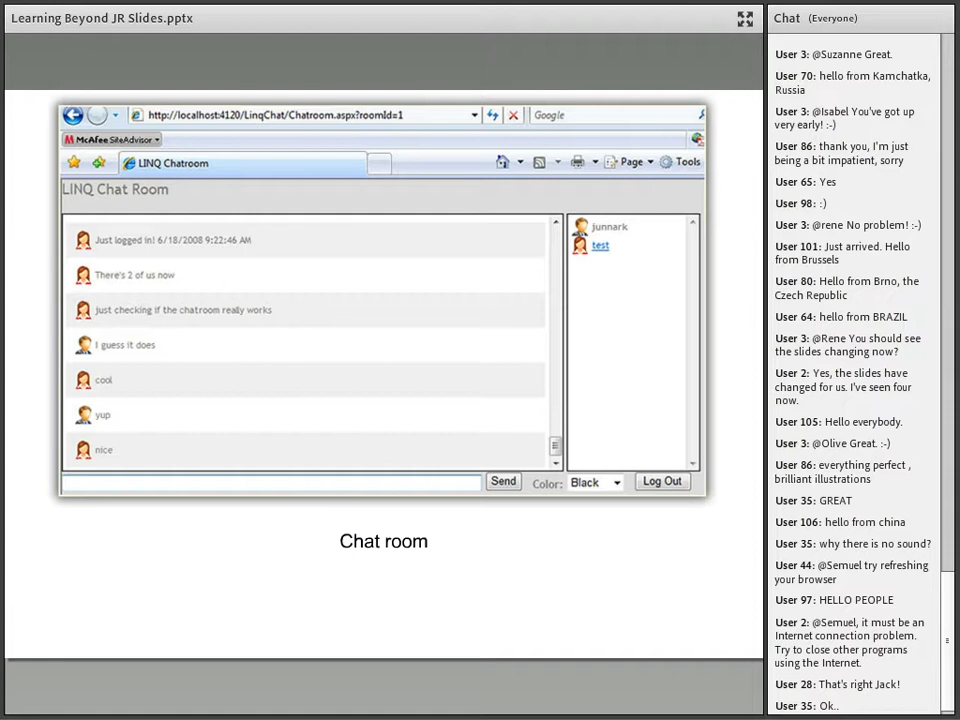 Learning Beyond JR Slides.pptx
http://localhost:4120/LinqChat/Chatroom.aspx?roomId=1
Google
McAfee SiteAdvisor
LINQ Chatroom
Page
Tools
LINQ Chat Room
Just logged in! 6/18/2008 9:22:46 AM
There's 2 of us now
just checking if the chatroom really works
I guess it does
cool
yup
nice
junnark
test
Send
Color:
Black
Log Out
Chat room
Chat (Everyone)
User 3: @Suzanne Great.
User 70: hello from Kamchatka,
Russia
User 3: @Isabel You've got up
very early! :-)
User 86: thank you, I'm just
being a bit impatient, sorry
User 65: Yes
User 98: :)
User 3: @rene No problem! :-)
User 101: Just arrived. Hello
from Brussels
User 80: Hello from Brno, the
Czech Republic
User 64: hello from BRAZIL
User 3: @Rene You should see
the slides changing now?
User 2: Yes, the slides have
changed for us. I've seen four
now.
User 105: Hello everybody.
User 3: @Olive Great. :-)
User 86: everything perfect ,
brilliant illustrations
User 35: GREAT
User 106: hello from china
User 35: why there is no sound?
User 44: @Semuel try refreshing
your browser
User 97: HELLO PEOPLE
User 2: @Semuel, it must be an
Internet connection problem.
Try to close other programs
using the Internet.
User 28: That's right Jack!
User 35: Ok..